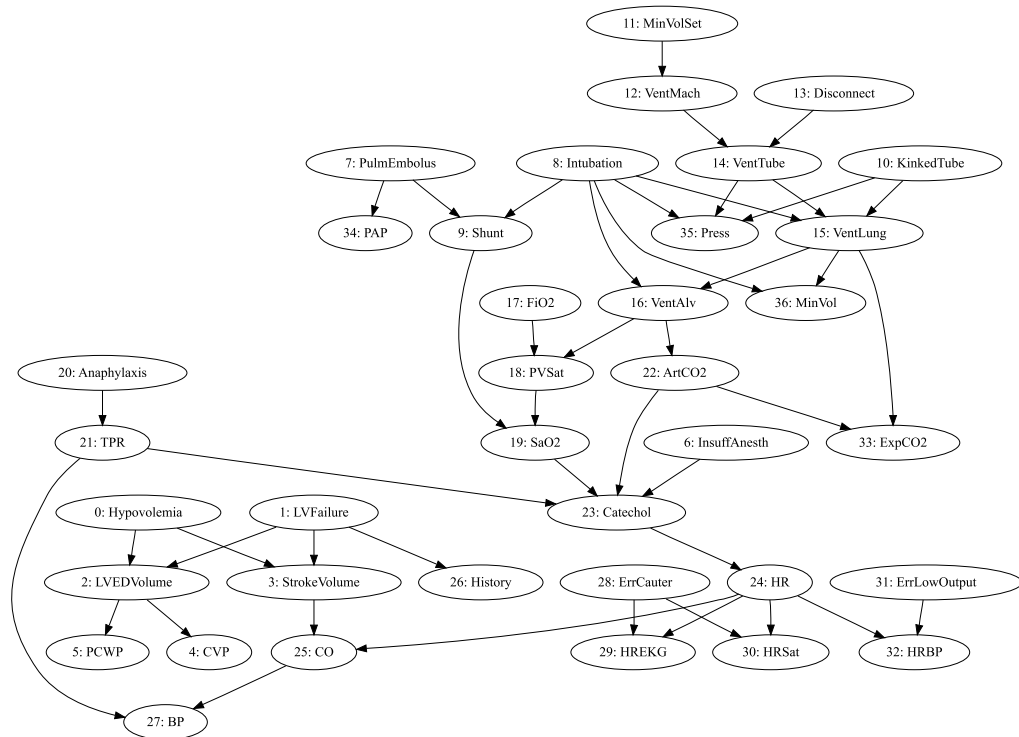 11: MinVolSet
12: VentMach
13: Disconnect
7: PulmEmbolus
8: Intubation
14: VentTube
10: KinkedTube
34: PAP
9: Shunt
35: Press
15: VentLung
17: FiO2
16: VentAlv
36: MinVol
20: Anaphylaxis
18: PVSat
22: ArtCO2
21: TPR
19: SaO2
6: InsuffAnesth
33: ExpCO2
0: Hypovolemia
1: LVFailure
23: Catechol
2: LVEDVolume
3: StrokeVolume
26: History
28: ErrCauter
24: HR
31: ErrLowOutput
5: PCWP
4: CVP
25: CO
29: HREKG
30: HRSat
32: HRBP
27: BP